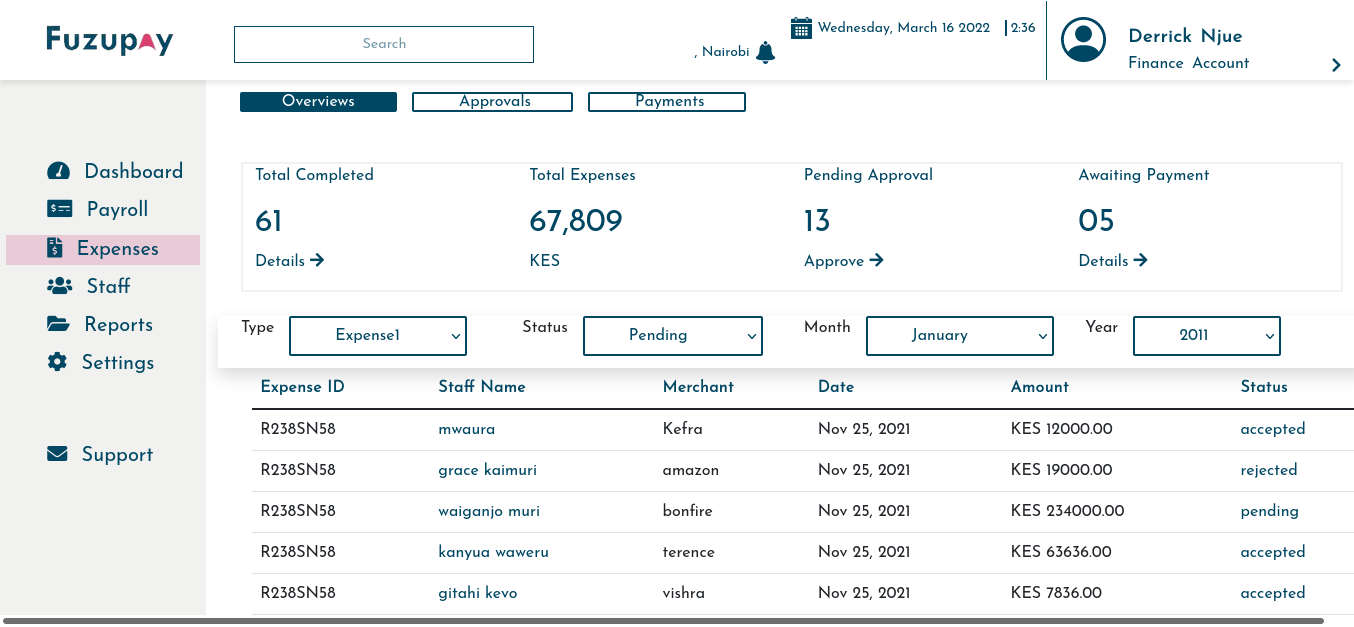 Fuzupay
Search
, Nairobi
Wednesday, March 16 2022 2:36
Derrick Njue
Finance Account
Overviews Approvals Payments
Dashboard
Payroll
Expenses
Staff
Reports
Settings
Support
Total Completed Total Expenses Pending Approval Awaiting Payment
61 67,809 13 05
Details KES Approve Details
Type Expense1 Status Pending Month January Year 2011
Expense ID Staff Name Merchant Date Amount Status
R238SN58 mwaura Kefra Nov 25, 2021 KES 12000.00 accepted
R238SN58 grace kaimuri amazon Nov 25, 2021 KES 19000.00 rejected
R238SN58 waiganjo muri bonfire Nov 25, 2021 KES 234000.00 pending
R238SN58 kanyua waweru terence Nov 25, 2021 KES 63636.00 accepted
R238SN58 gitahi kevo vishra Nov 25, 2021 KES 7836.00 accepted